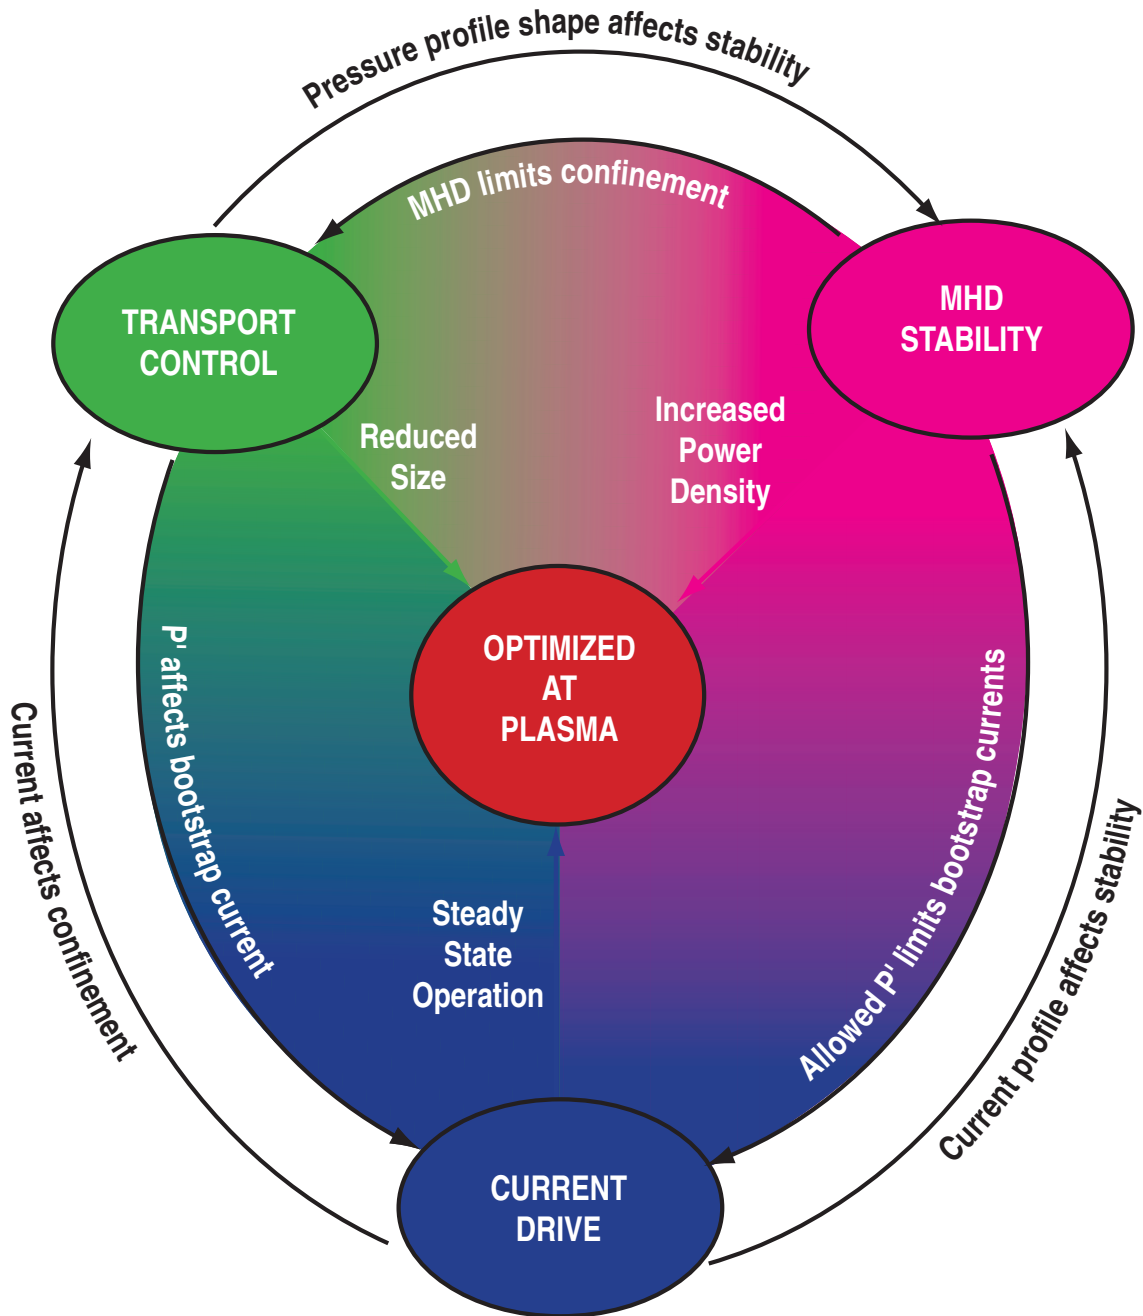 Pressure profile shape affects stability
MHD limits confinement
TRANSPORT
CONTROL
MHD
STABILITY
Reduced
Size
Increased
Power
Density
OPTIMIZED
AT
PLASMA
P' affects bootstrap current
Allowed P' limits bootstrap currents
Current affects confinement
Current profile affects stability
Steady
State
Operation
CURRENT
DRIVE